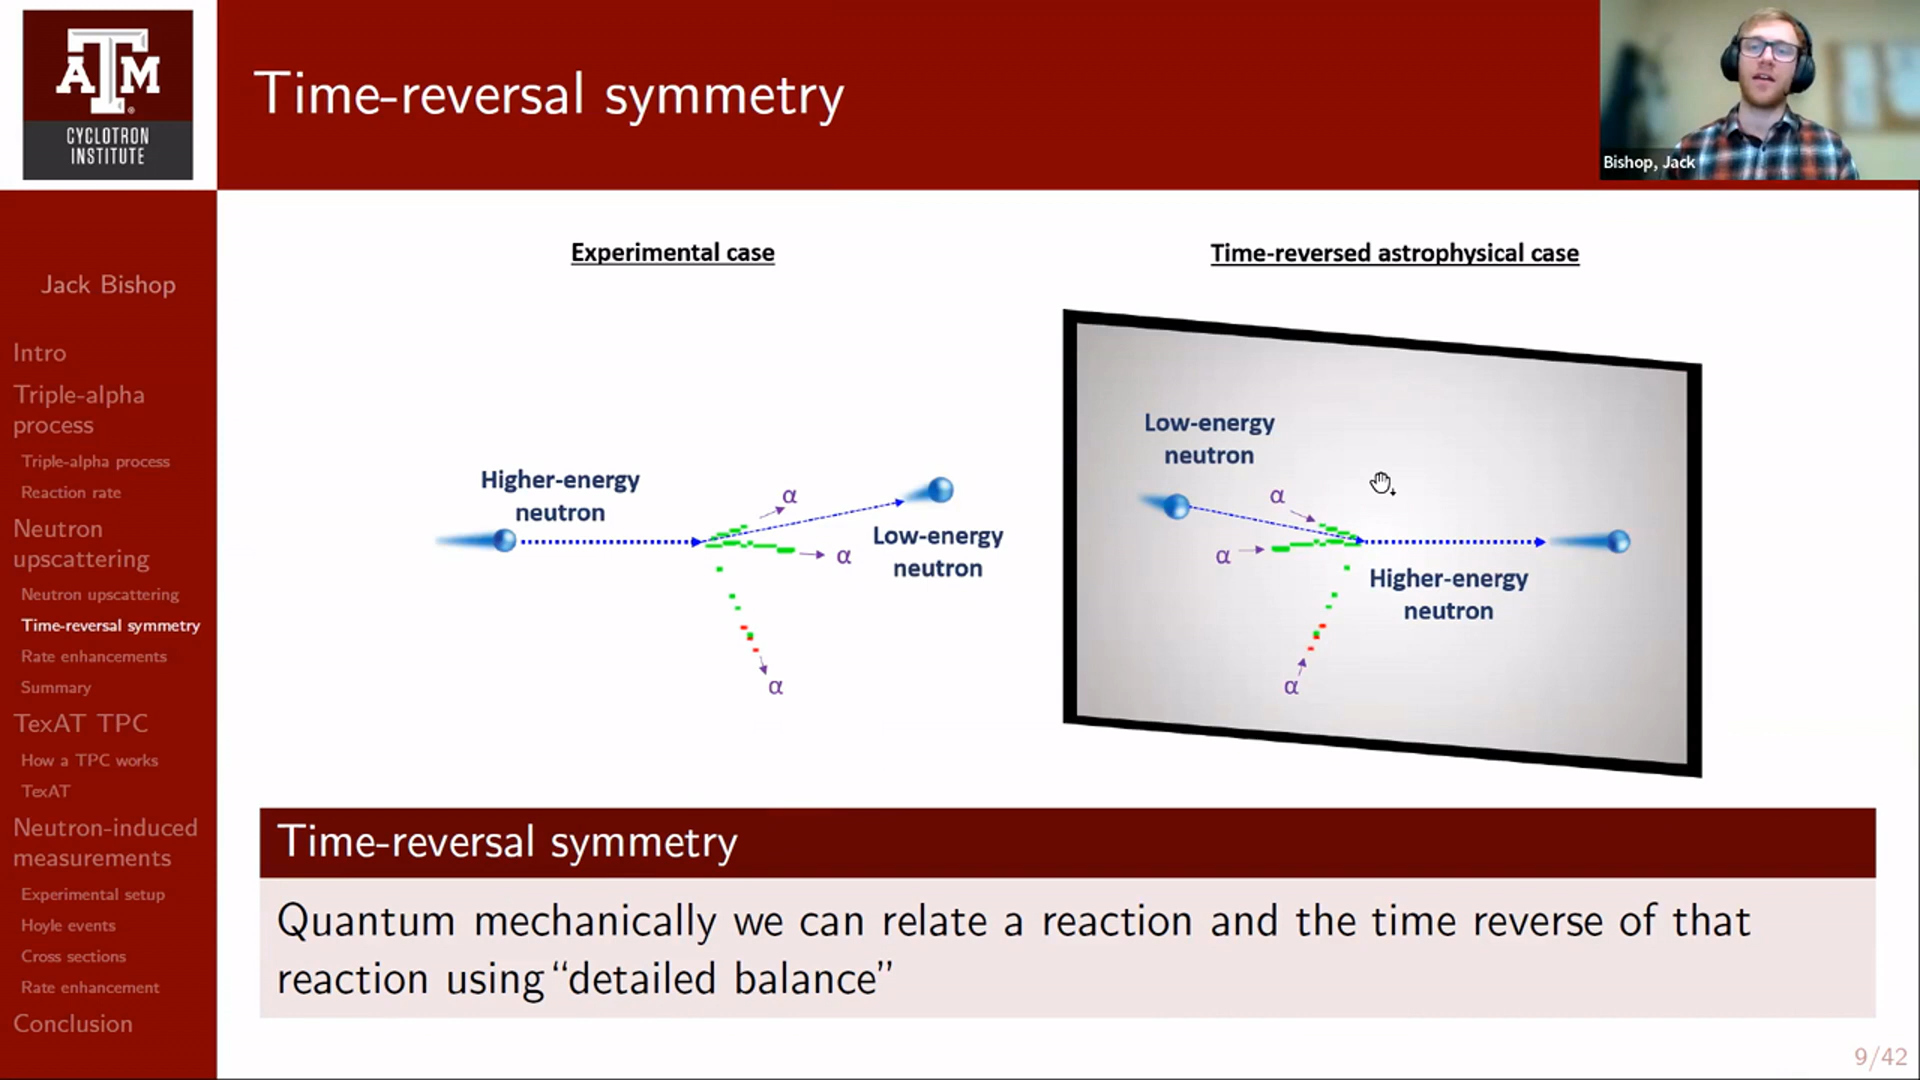 ATM
CYCLOTRON
INSTITUTE
Time-reversal symmetry
Bishop, Jack
Jack Bishop
Intro
Triple-alpha
process
Triple-alpha process
Reaction rate
Neutron
upscattering
Neutron upscattering
Time-reversal symmetry
Rate enhancements
Summary
TexAT TPC
How a TPC works
TexAT
Neutron-induced
measurements
Experimental setup
Hoyle events
Cross sections
Rate enhancement
Conclusion
Experimental case
Higher-energy
neutron
α
α
α
Low-energy
neutron
Time-reversed astrophysical case
Low-energy
neutron
α
α
α
Higher-energy
neutron
Time-reversal symmetry
Quantum mechanically we can relate a reaction and the time reverse of that
reaction using “detailed balance”
9/42